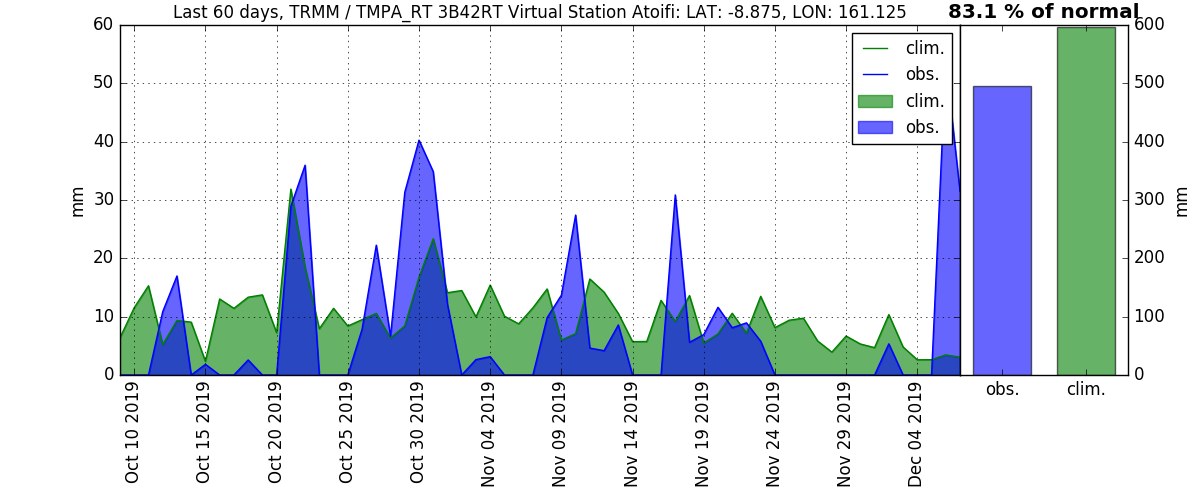 Last 60 days, TRMM / TMPA_RT 3B42RT Virtual Station Atoifi: LAT: -8.875, LON: 161.125
83.1 % of normal
60
50
40
30
20
10
0
mm
clim.
obs.
clim.
obs.
600
500
400
300
200
100
0
mm
obs.
clim.
Oct 10 2019
Oct 15 2019
Oct 20 2019
Oct 25 2019
Oct 30 2019
Nov 04 2019
Nov 09 2019
Nov 14 2019
Nov 19 2019
Nov 24 2019
Nov 29 2019
Dec 04 2019